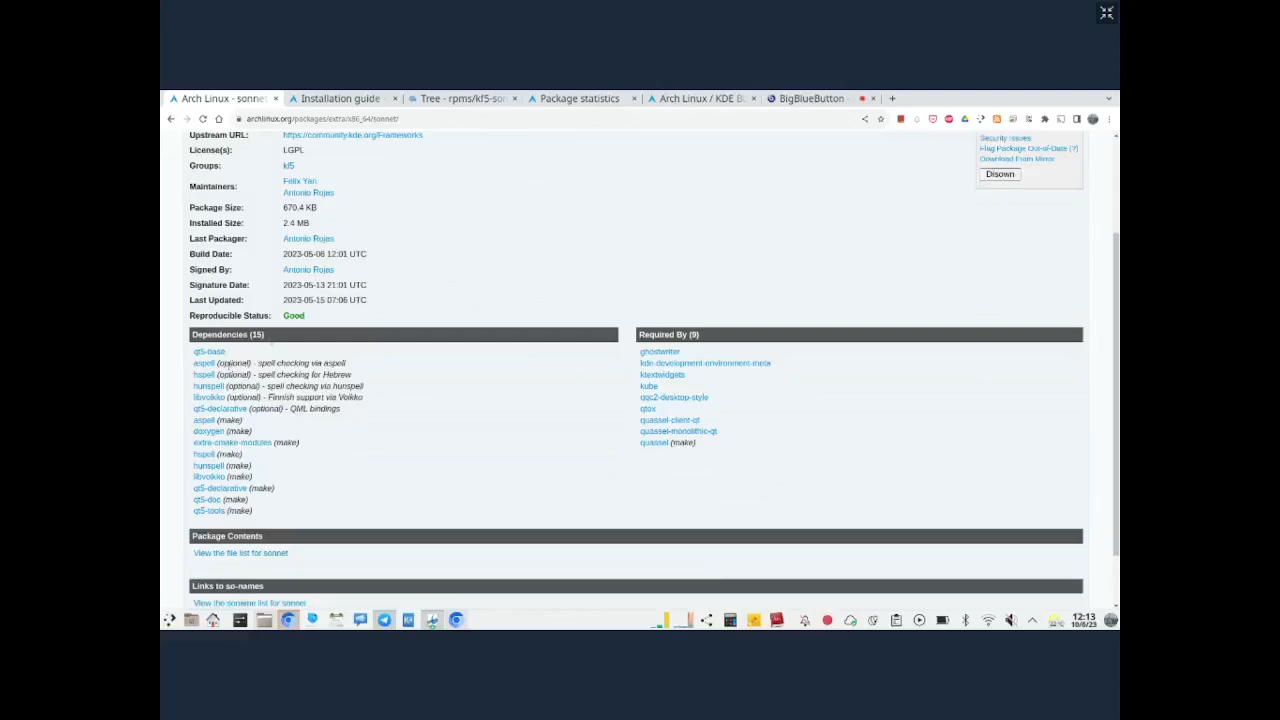 Arch Linux - sonne
Installation guide
Tree - rpms/kf5-son
Package statistics
Arch Linux / KDE B
BigBlueButton
archlinux.org/packages/extra/x86_64/sonnet/
Upstream URL: https://community.kde.org/Frameworks
License(s): LGPL
Groups: kf5
Maintainers: Felix Yan
Antonio Rojas
Package Size: 670.4 KB
Installed Size: 2.4 MB
Last Packager: Antonio Rojas
Build Date: 2023-05-06 12:01 UTC
Signed By: Antonio Rojas
Signature Date: 2023-05-13 21:01 UTC
Last Updated: 2023-05-15 07:06 UTC
Reproducible Status: Good
Security Issues
Flag Package Out-of-Date (?)
Download From Mirror
Disown
Dependencies (15)
qt5-base
aspell (optional) - spell checking via aspell
hspell (optional) - spell checking for Hebrew
hunspell (optional) - spell checking via hunspell
libvoikko (optional) - Finnish support via Voikko
qt5-declarative (optional) - QML bindings
aspell (make)
doxygen (make)
extra-cmake-modules (make)
hspell (make)
hunspell (make)
libvoikko (make)
qt5-declarative (make)
qt5-doc (make)
qt5-tools (make)
Required By (9)
ghostwriter
kde-development-environment-meta
ktextwidgets
kube
qqc2-desktop-style
qtox
quassel-client-qt
quassel-monolithic-qt
quassel (make)
Package Contents
View the file list for sonnet
Links to so-names
View the soname list for sonnet
12:13
10/6/23